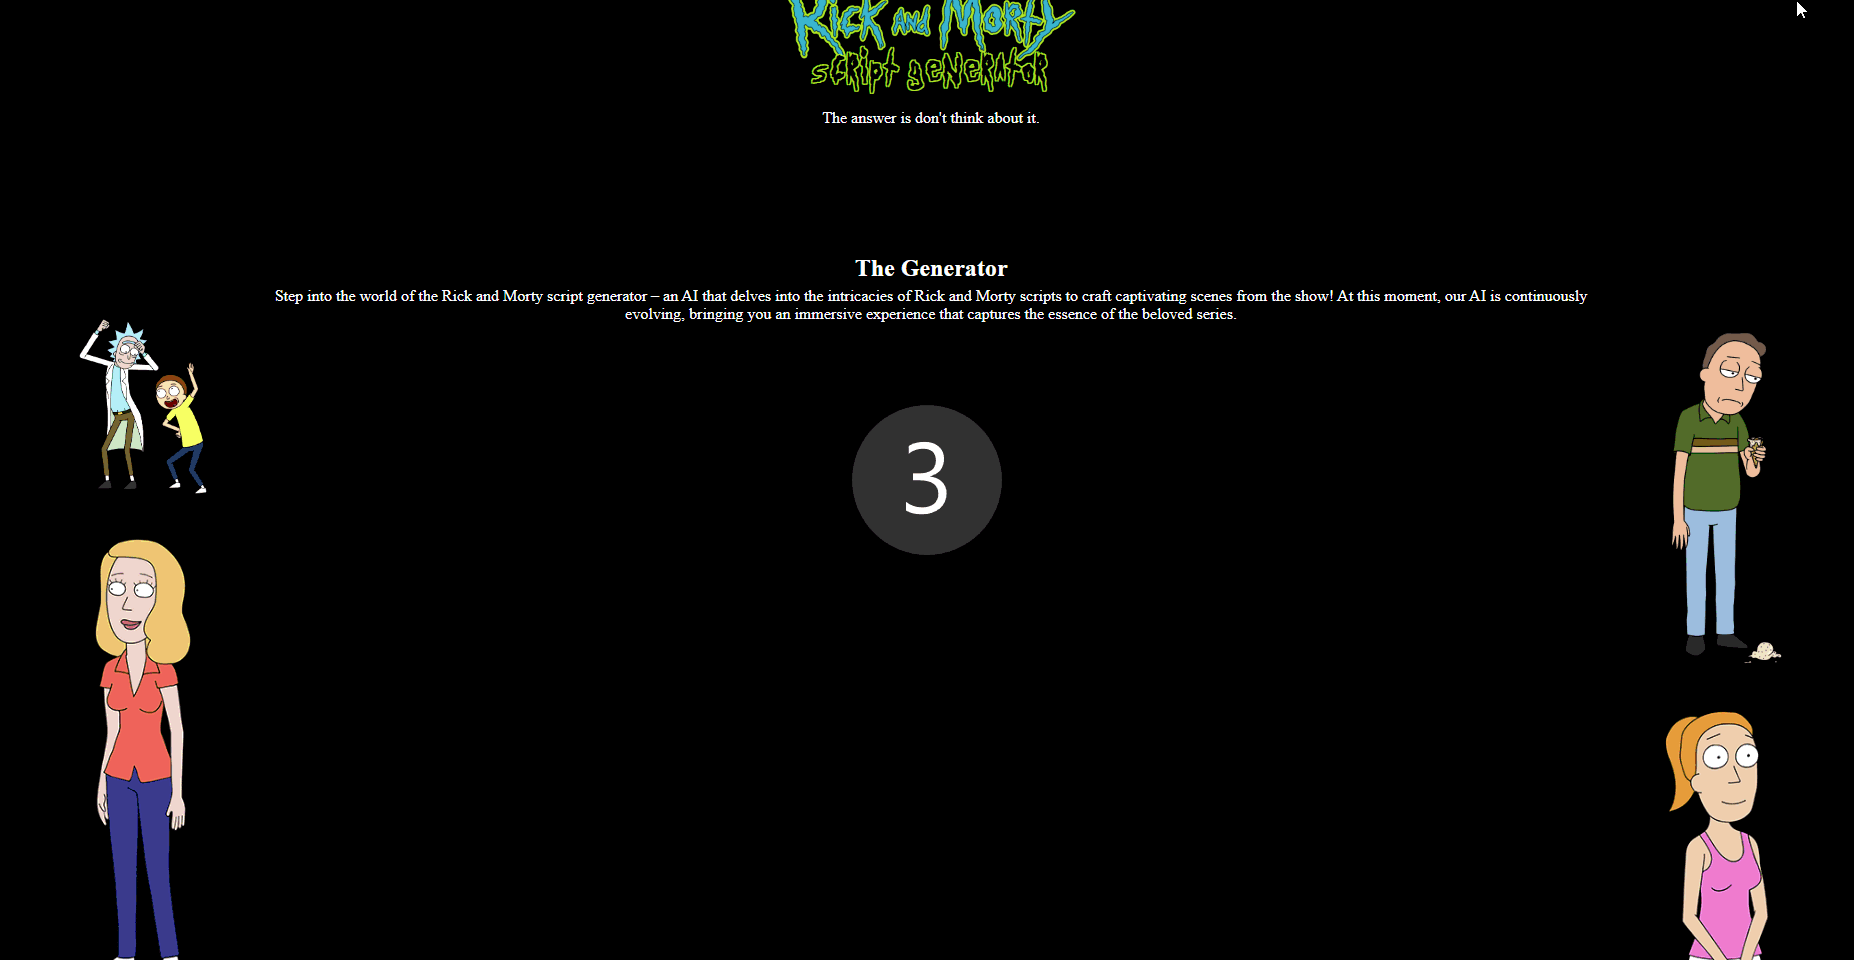 Rick AND Morty
script generator
The answer is don't think about it.
The Generator
Step into the world of the Rick and Morty script generator – an AI that delves into the intricacies of Rick and Morty scripts to craft captivating scenes from the show! At this moment, our AI is continuously
evolving, bringing you an immersive experience that captures the essence of the beloved series.
3